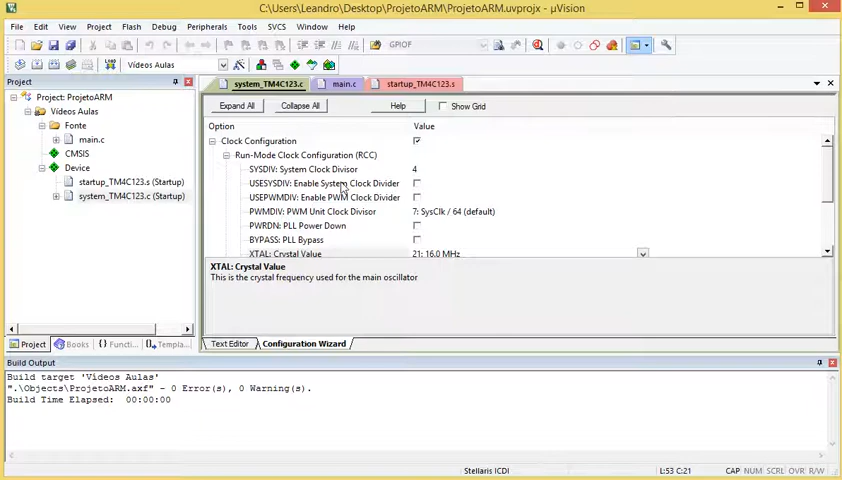 C:\Users\Leandro\Desktop\ProjetoARM\ProjetoARM.uvprojx - µVision
File Edit View Project Flash Debug Peripherals Tools SVCS Window Help
GPIOF
Vídeos Aulas
Project
Project: ProjetoARM
Vídeos Aulas
Fonte
main.c
CMSIS
Device
startup_TM4C123.s (Startup)
system_TM4C123.c (Startup)
Project Books Functi... Templa...
system_TM4C123.c main.c startup_TM4C123.s
Expand All Collapse All Help Show Grid
Option Value
Clock Configuration
Run-Mode Clock Configuration (RCC)
SYSDIV: System Clock Divisor 4
USESYSDIV: Enable System Clock Divider
USEPWMDIV: Enable PWM Clock Divider
PWMDIV: PWM Unit Clock Divisor 7: SysClk / 64 (default)
PWRDN: PLL Power Down
BYPASS: PLL Bypass
XTAL: Crystal Value 21: 16.0 MHz
XTAL: Crystal Value
This is the crystal frequency used for the main oscillator
Text Editor Configuration Wizard
Build Output
Build target 'Vídeos Aulas'
".\Objects\ProjetoARM.axf" - 0 Error(s), 0 Warning(s).
Build Time Elapsed: 00:00:00
Stellaris ICDI L:53 C:21 CAP NUM SCRL OVR R/W